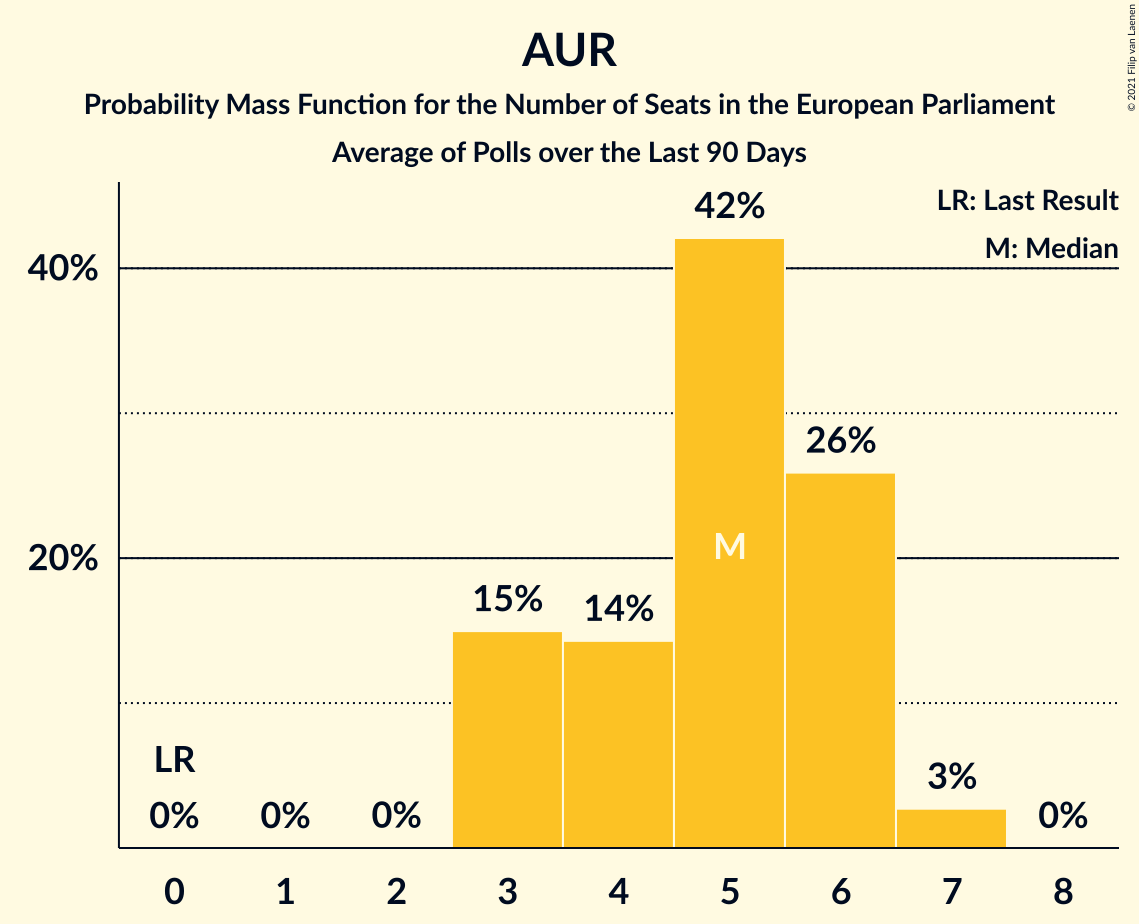 AUR
Probability Mass Function for the Number of Seats in the European Parliament
Average of Polls over the Last 90 Days
© 2021 Filip van Laenen
LR: Last Result
M: Median
42%
40%
26%
M
20%
15%
14%
LR
3%
0%
0%
0%
0%
0 1 2 3 4 5 6 7 8